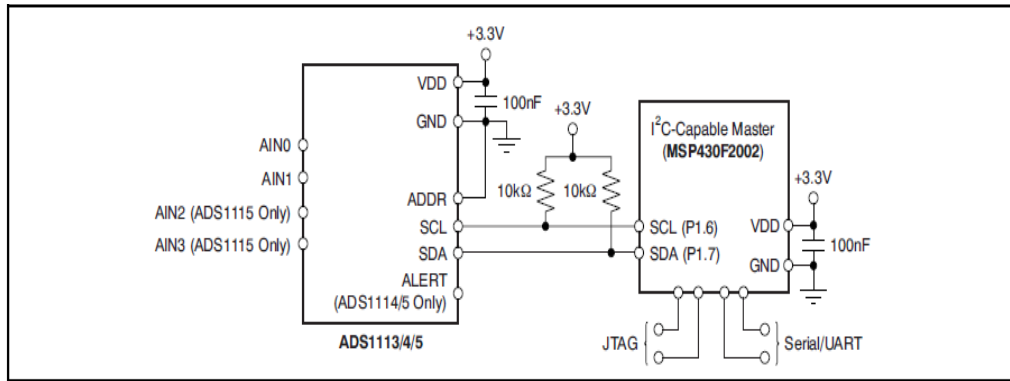 +3.3V
VDD
100nF
GND
AIN0
AIN1
AIN2 (ADS1115 Only)
AIN3 (ADS1115 Only)
ADDR
SCL
SDA
ALERT
(ADS1114/5 Only)
ADS1113/4/5
+3.3V
10kΩ
10kΩ
I²C-Capable Master
(MSP430F2002)
SCL (P1.6)
SDA (P1.7)
+3.3V
VDD
100nF
GND
JTAG
Serial/UART